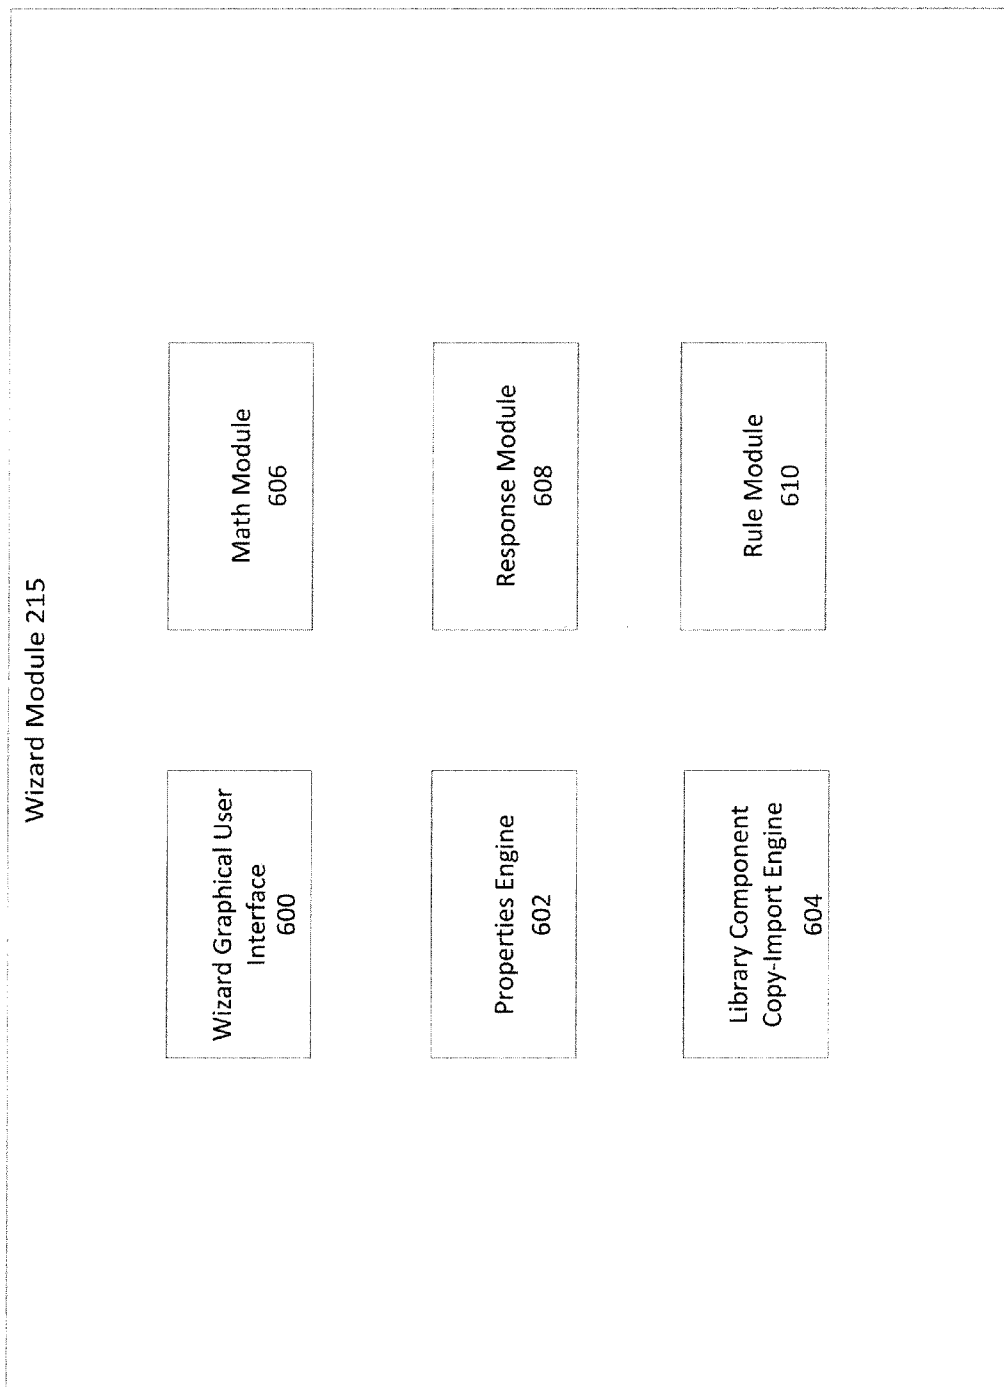 Wizard Module 215
Wizard Graphical User
Interface
600
Math Module
606
Properties Engine
602
Response Module
608
Library Component
Copy-Import Engine
604
Rule Module
610